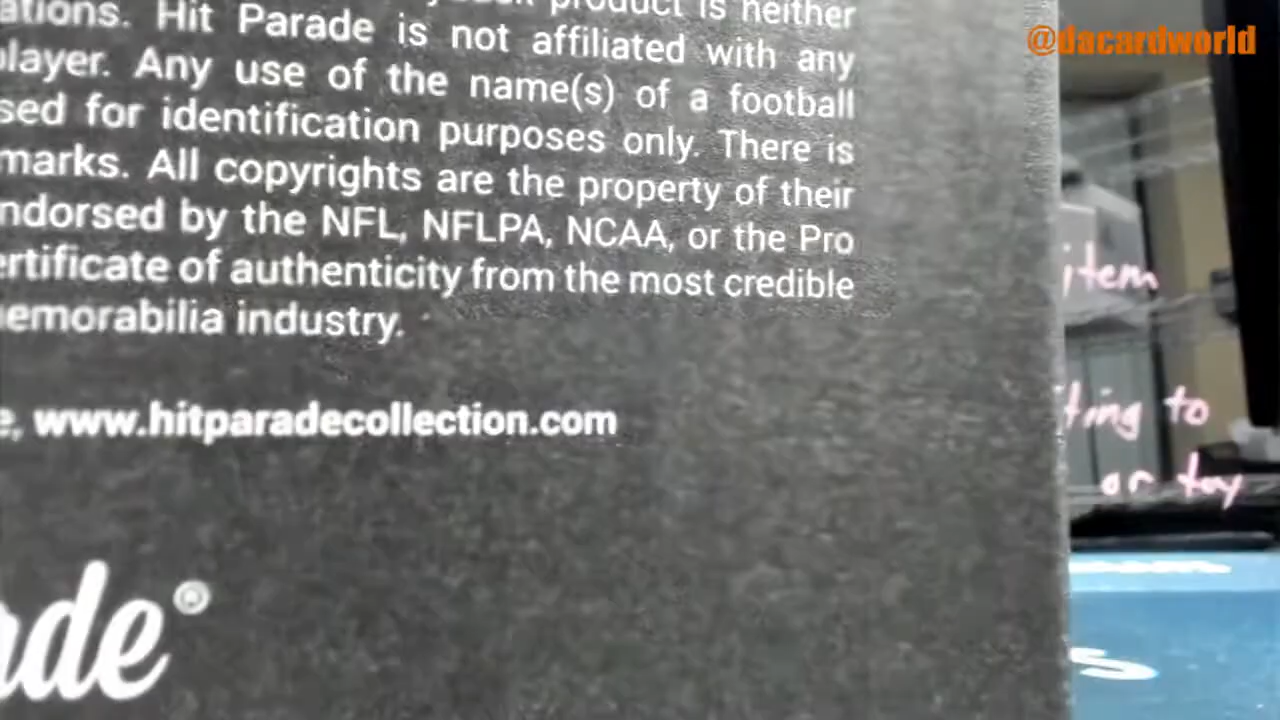 @dacardworld
product is neither
ations. Hit Parade is not affiliated with any
player. Any use of the name(s) of a football
sed for identification purposes only. There is
marks. All copyrights are the property of their
ndorsed by the NFL, NFLPA, NCAA, or the Pro
ertificate of authenticity from the most credible
emorabilia industry.
e, www.hitparadecollection.com
ade®
item
ting to
or toy
S